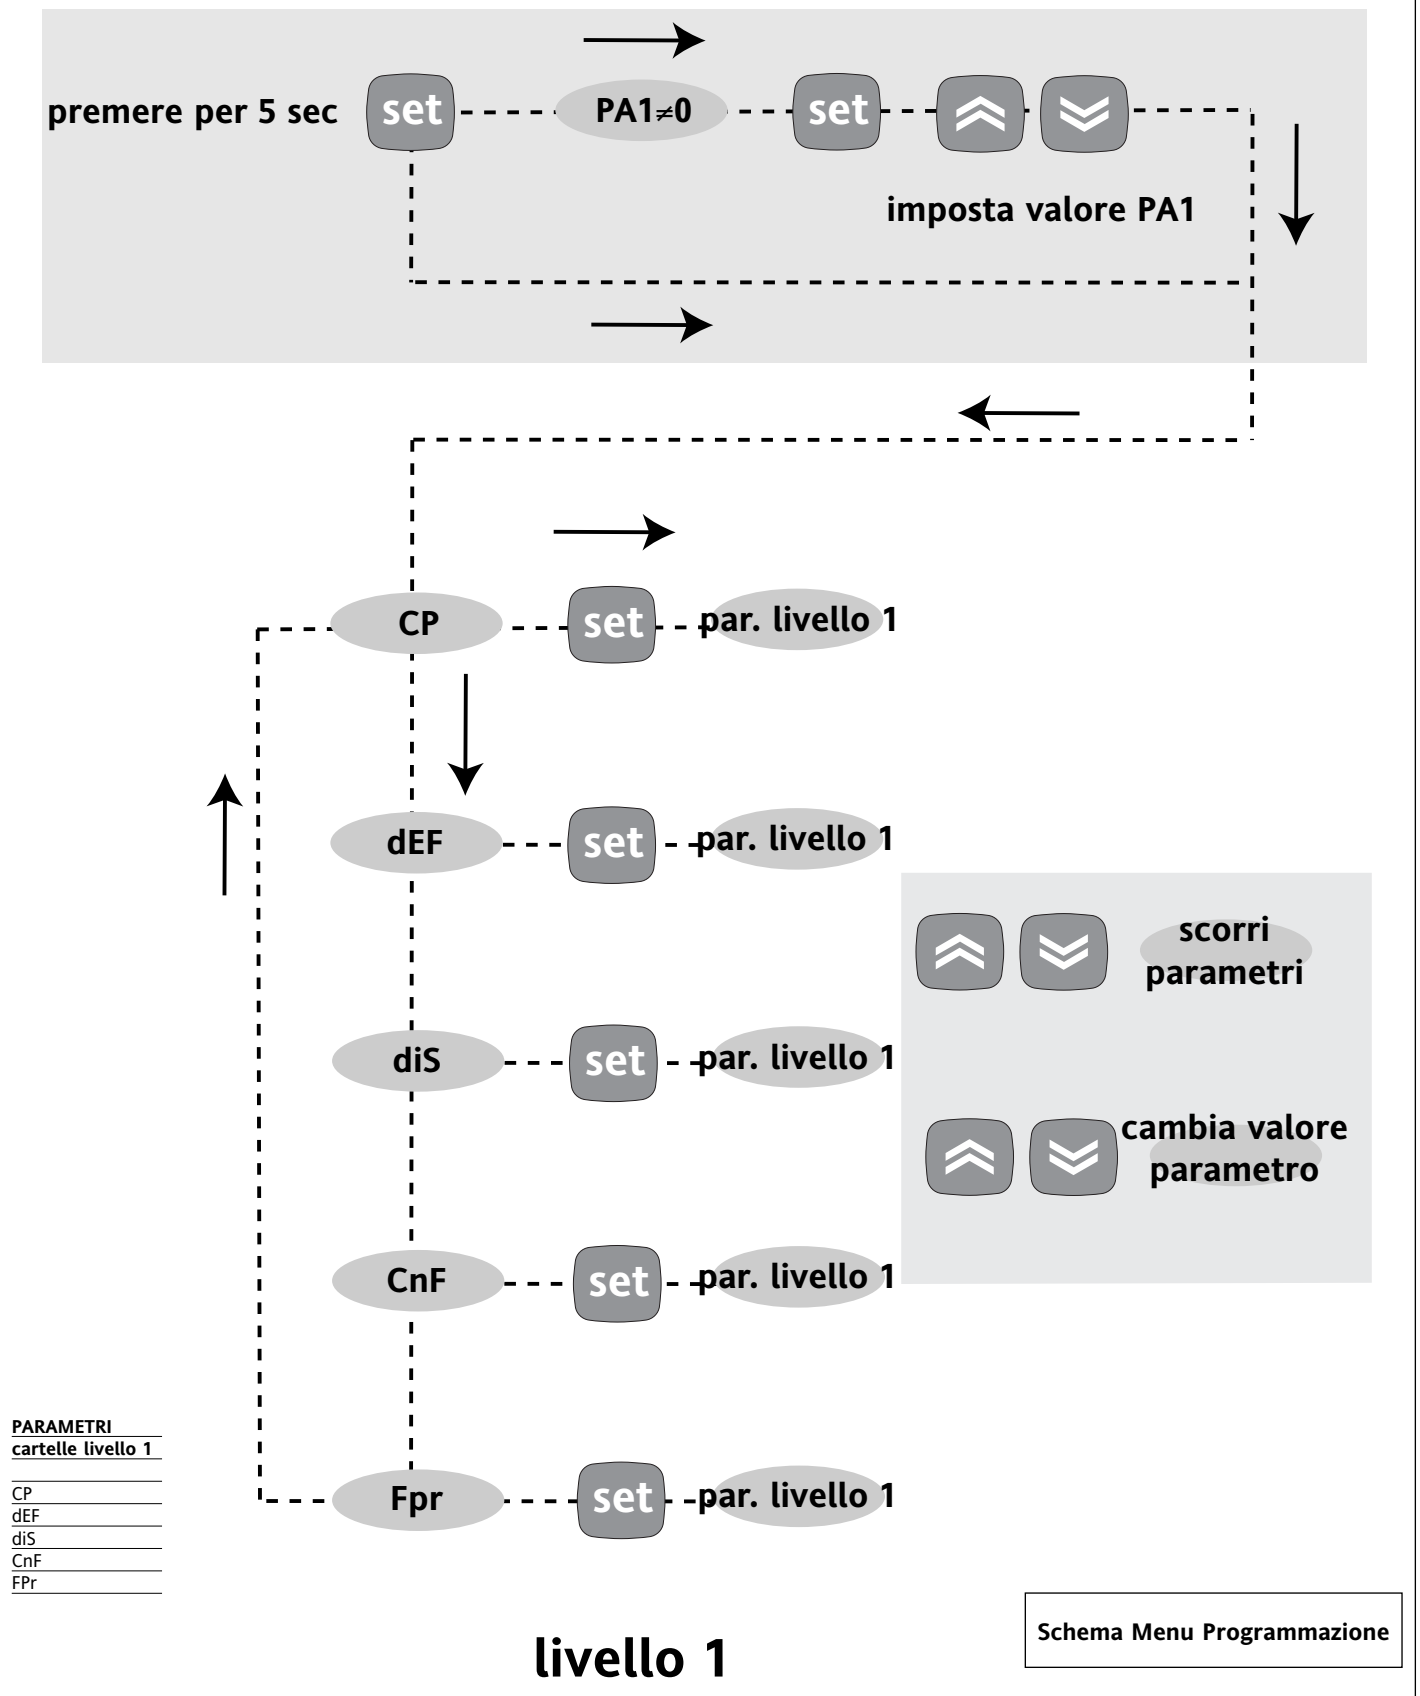 premere per 5 sec set PA1≠0 set
imposta valore PA1
CP set par. livello 1
dEF set par. livello 1
scorri
parametri
diS set par. livello 1
cambia valore
parametro
CnF set par. livello 1
Fpr set par. livello 1
PARAMETRI
cartelle livello 1
CP
dEF
diS
CnF
FPr
Schema Menu Programmazione
livello 1